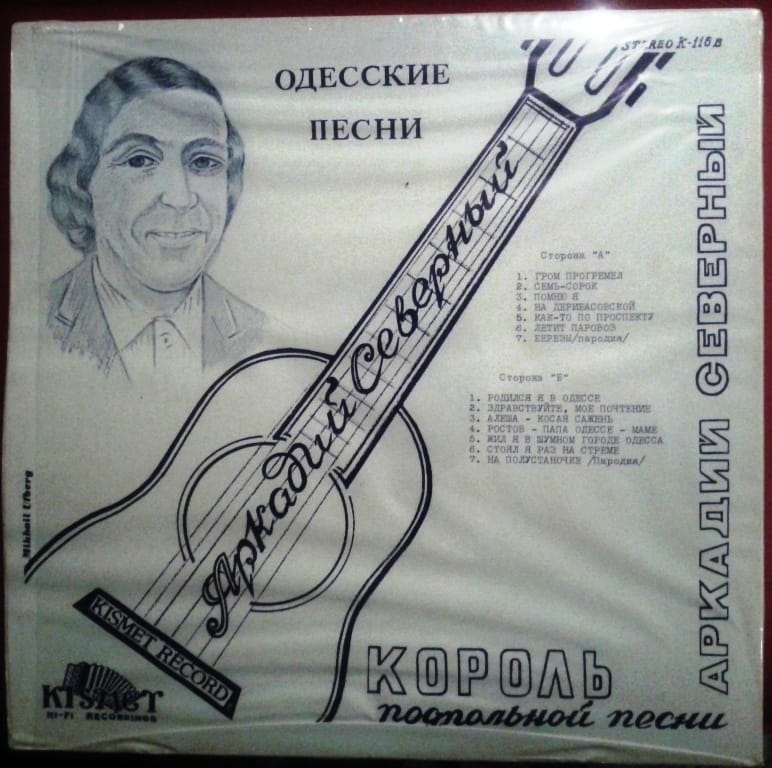 STEREO K-116B
ОДЕССКИЕ
ПЕСНИ
Аркадий Северный
АРКАДИЙ СЕВЕРНЫЙ
Сторона "А"
1. ГРОМ ПРОГРЕМЕЛ
2. СЕМЬ-СОРОК
3. ПОМНЮ Я
4. НА ДЕРИБАСОВСКОЙ
5. КАК-ТО ПО ПРОСПЕКТУ
6. ЛЕТИТ ПАРОВОЗ
7. БЕРЕЗЫ/пародия/
Сторона "Б"
1. РОДИЛСЯ Я В ОДЕССЕ
2. ЗДРАВСТВУЙТЕ, МОЕ ПОЧТЕНИЕ
3. АЛЕША - КОСАЯ САЖЕНЬ
4. РОСТОВ - ПАПА ОДЕССЕ - МАМЕ
5. ЖИЛ Я В ШУМНОМ ГОРОДЕ ОДЕССА
6. СТОЯЛ Я РАЗ НА СТРЕМЕ
7. НА ПОЛУСТАНОЧКЕ /Пародия/
Mikhail Ufberg
KISMET RECORD
KISMET
HI-FI RECORDINGS
КОРОЛЬ
подпольной песни